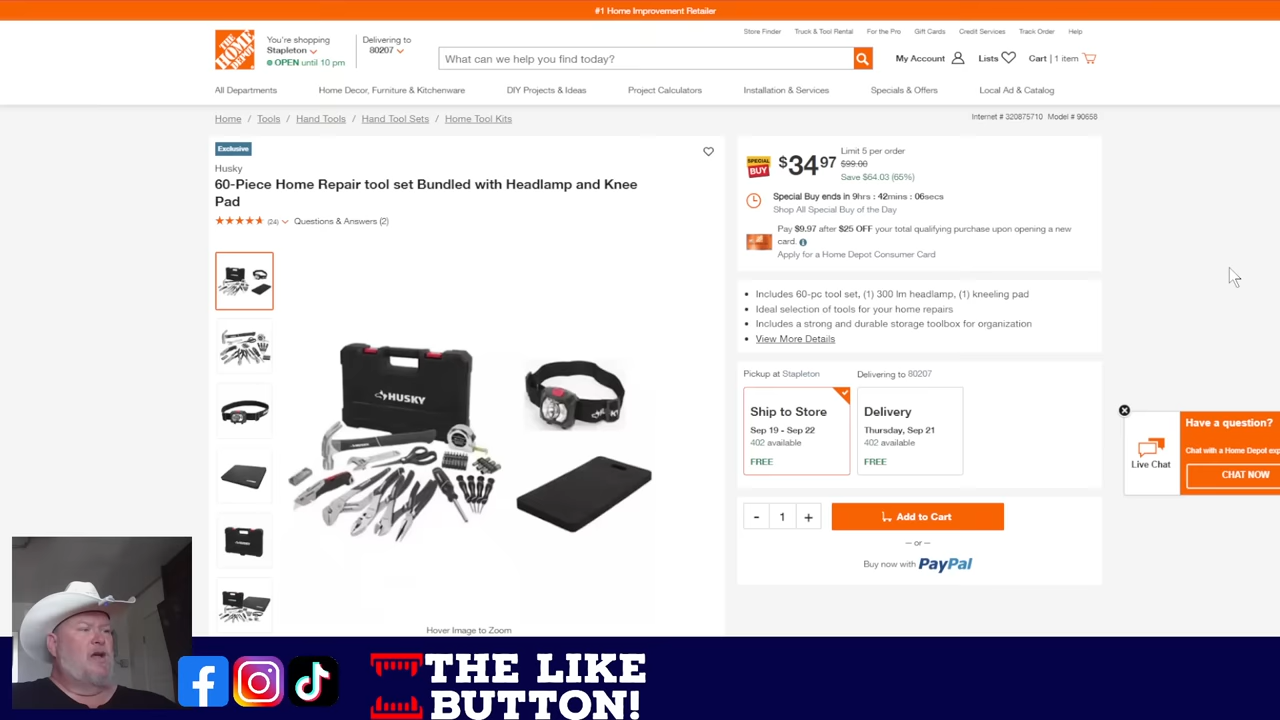 #1 Home Improvement Retailer
THE HOME DEPOT
You're shopping
Stapleton
OPEN until 10 pm
Delivering to
80207
What can we help you find today?
Store Finder
Truck & Tool Rental
For the Pro
Gift Cards
Credit Services
Track Order
Help
My Account
Lists
Cart | 1 item
All Departments
Home Decor, Furniture & Kitchenware
DIY Projects & Ideas
Project Calculators
Installation & Services
Specials & Offers
Local Ad & Catalog
Home / Tools / Hand Tools / Hand Tool Sets / Home Tool Kits
Internet # 320875710 Model # 90658
Exclusive
Husky
60-Piece Home Repair tool set Bundled with Headlamp and Knee
Pad
(24)
Questions & Answers (2)
HUSKY
Hover Image to Zoom
SPECIAL BUY
$3497
Limit 5 per order
$99.00
Save $64.03 (65%)
Special Buy ends in 9hrs : 42mins : 06secs
Shop All Special Buy of the Day
Pay $9.97 after $25 OFF your total qualifying purchase upon opening a new
card.
Apply for a Home Depot Consumer Card
Includes 60-pc tool set, (1) 300 lm headlamp, (1) kneeling pad
Ideal selection of tools for your home repairs
Includes a strong and durable storage toolbox for organization
View More Details
Pickup at Stapleton
Delivering to 80207
Ship to Store
Sep 19 - Sep 22
402 available
FREE
Delivery
Thursday, Sep 21
402 available
FREE
- 1 +
Add to Cart
— or —
Buy now with PayPal
Live Chat
Have a question?
Chat with a Home Depot exp
CHAT NOW
THE LIKE
BUTTON!